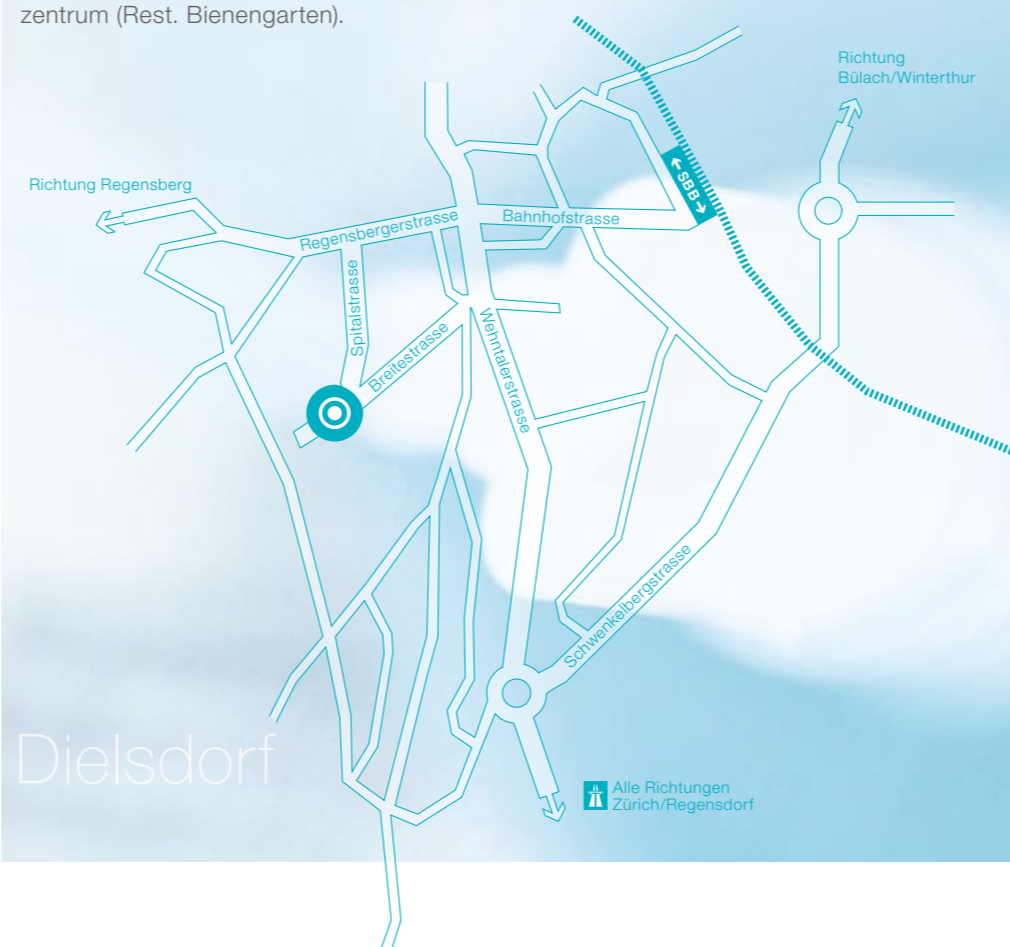 zentrum (Rest. Bienengarten).
Richtung
Bülach/Winterthur
Richtung Regensberg
← SBB →
Regensbergerstrasse
Bahnhofstrasse
Spitalstrasse
Breitestrasse
Wehntalerstrasse
Schwenkelbergstrasse
Dielsdorf
Alle Richtungen
Zürich/Regensdorf